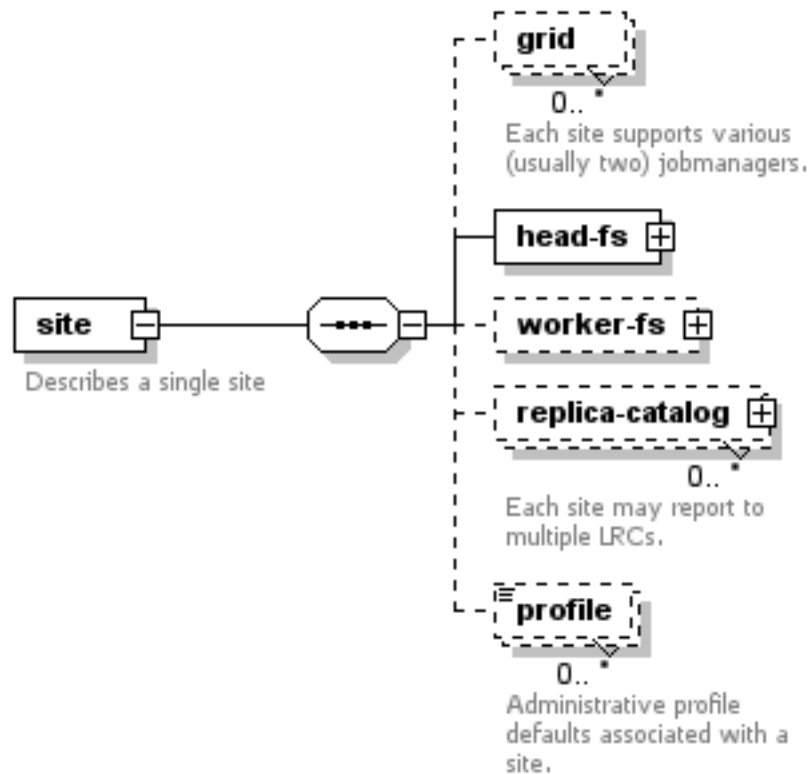 grid
0..*
Each site supports various
(usually two) jobmanagers.
head-fs
site
Describes a single site
worker-fs
replica-catalog
0..*
Each site may report to
multiple LRCs.
profile
0..*
Administrative profile
defaults associated with a
site.